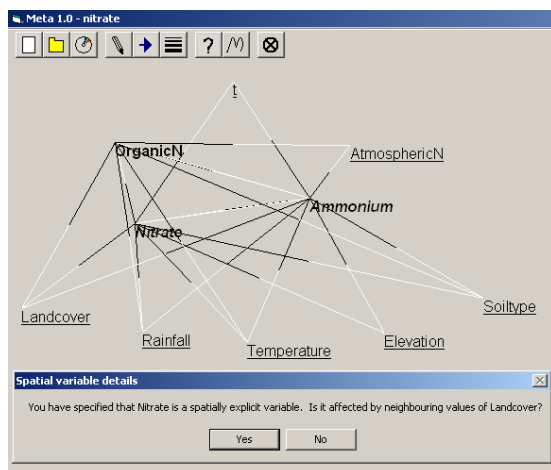 Meta 1.0 - nitrate
?
t
OrganicN
AtmosphericN
Ammonium
Nitrate
Landcover
Soiltype
Rainfall
Elevation
Temperature
Spatial variable details
You have specified that Nitrate is a spatially explicit variable. Is it affected by neighbouring values of Landcover?
Yes No